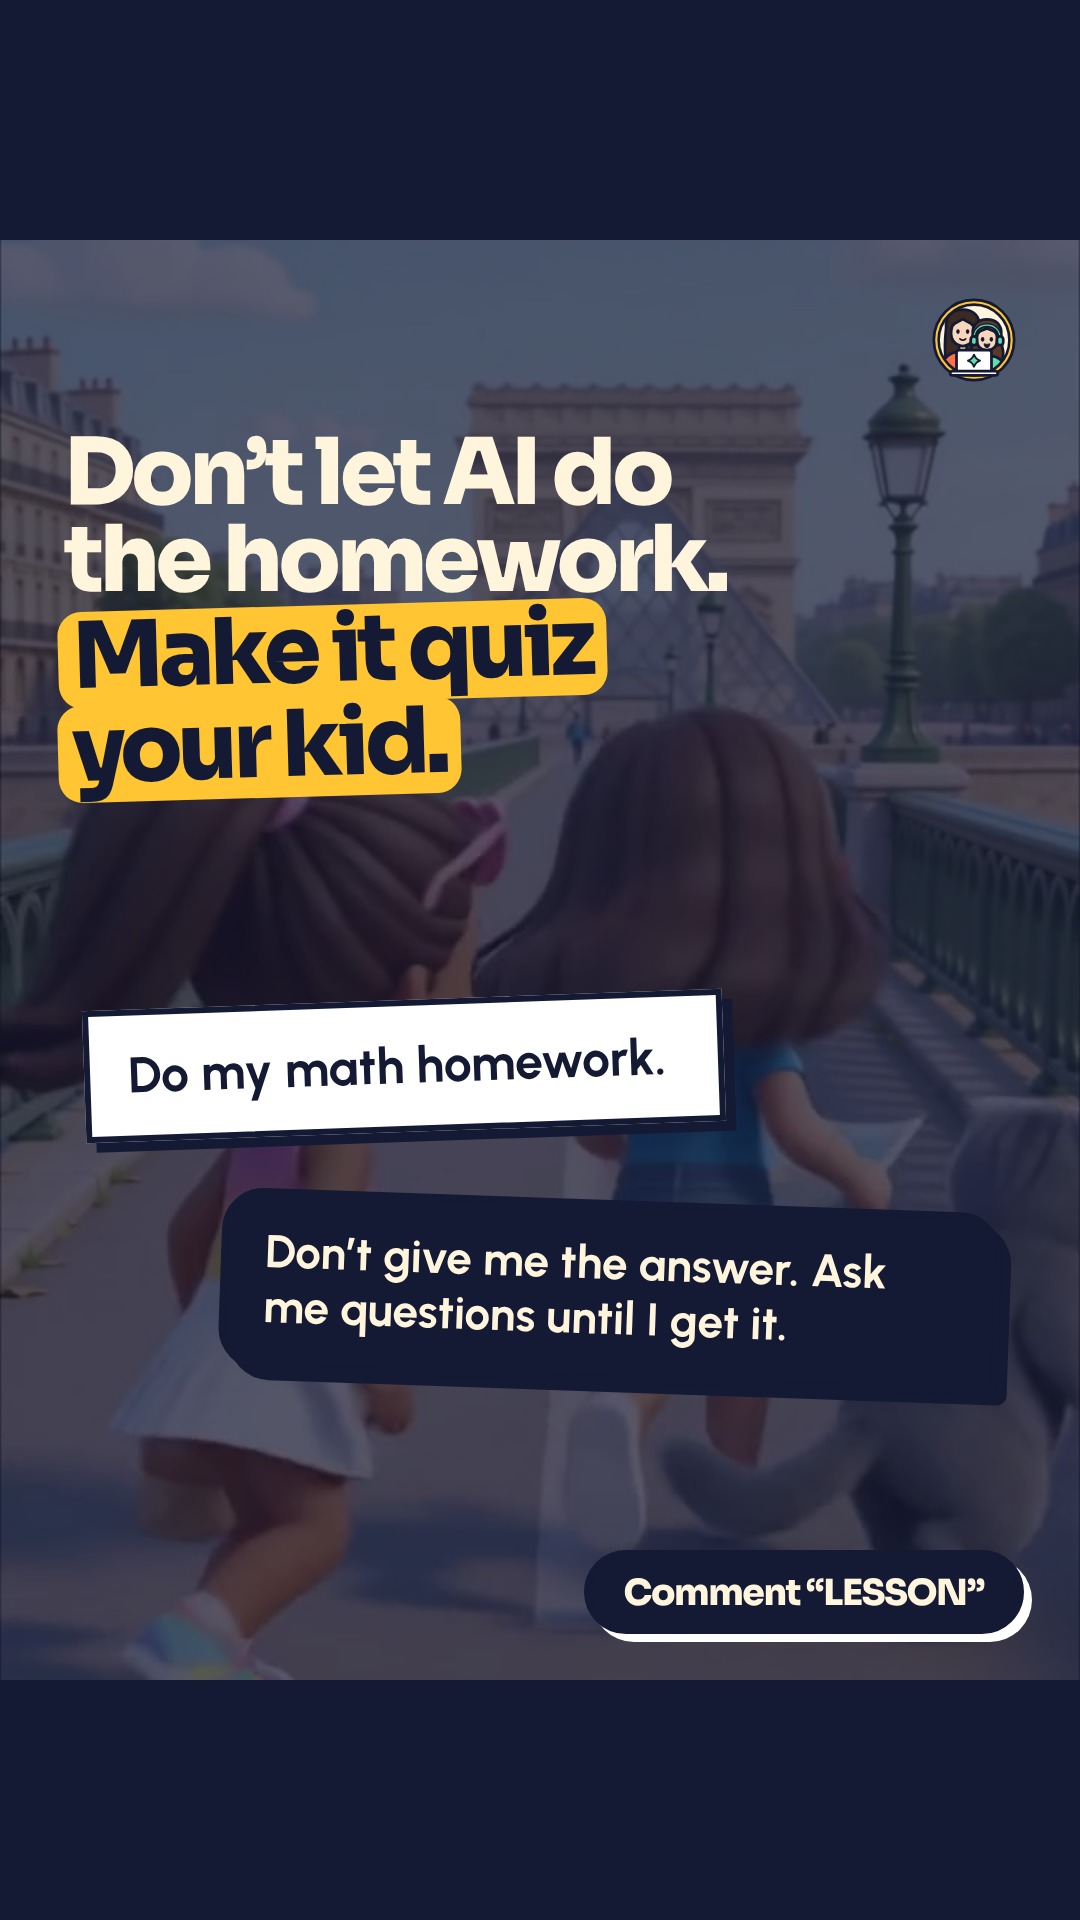 Don’t let AI do
the homework.
Make it quiz
your kid.
Do my math homework.
Don’t give me the answer. Ask
me questions until I get it.
Comment “LESSON”